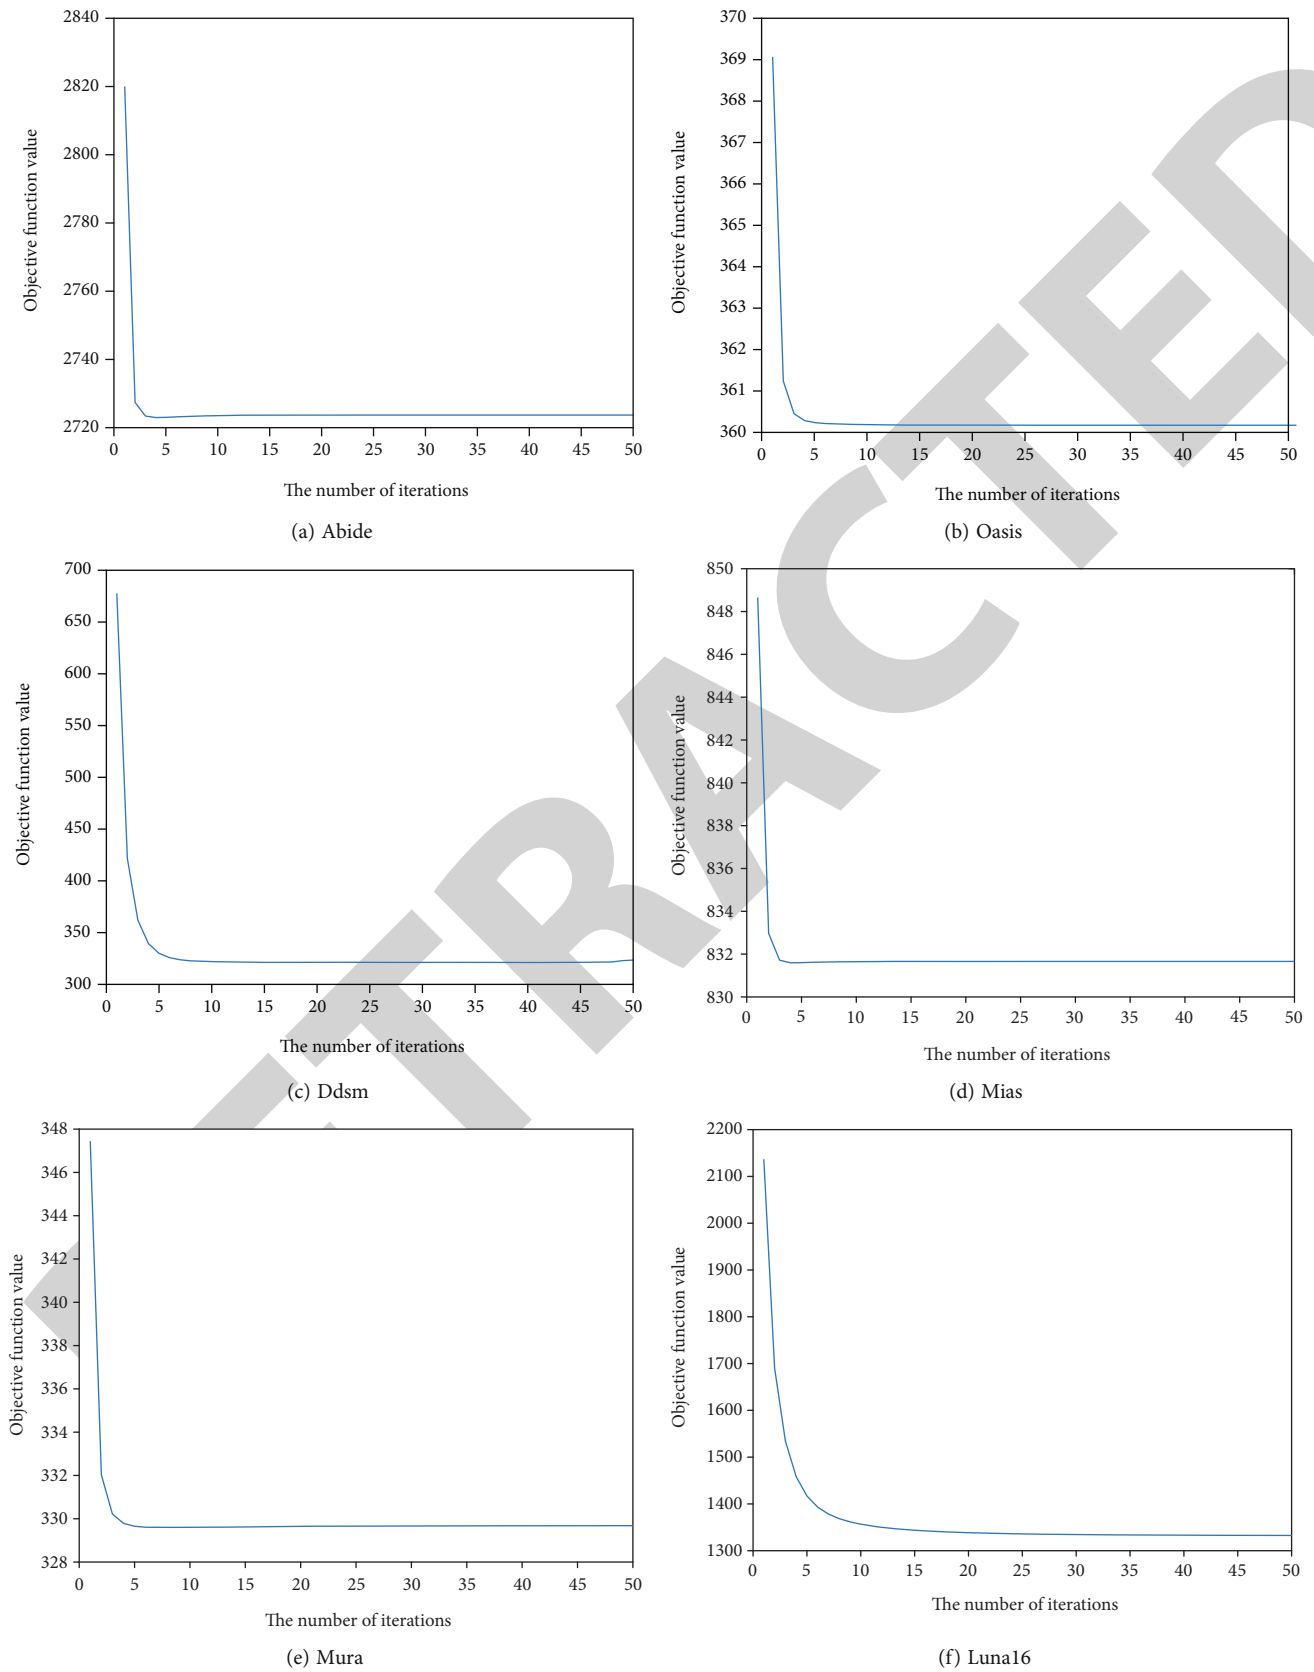 2840
2820
2800
2780
2760
2740
2720
Objective function value
0 5 10 15 20 25 30 35 40 45 50
The number of iterations
(a) Abide
370
369
368
367
366
365
364
363
362
361
360
Objective function value
0 5 10 15 20 25 30 35 40 45 50
The number of iterations
(b) Oasis
700
650
600
550
500
450
400
350
300
Objective function value
0 5 10 15 20 25 30 35 40 45 50
The number of iterations
(c) Ddsm
850
848
846
844
842
840
838
836
834
832
830
Objective function value
0 5 10 15 20 25 30 35 40 45 50
The number of iterations
(d) Mias
348
346
344
342
340
338
336
334
332
330
328
Objective function value
0 5 10 15 20 25 30 35 40 45 50
The number of iterations
(e) Mura
2200
2100
2000
1900
1800
1700
1600
1500
1400
1300
Objective function value
0 5 10 15 20 25 30 35 40 45 50
The number of iterations
(f) Luna16
RETRACTED